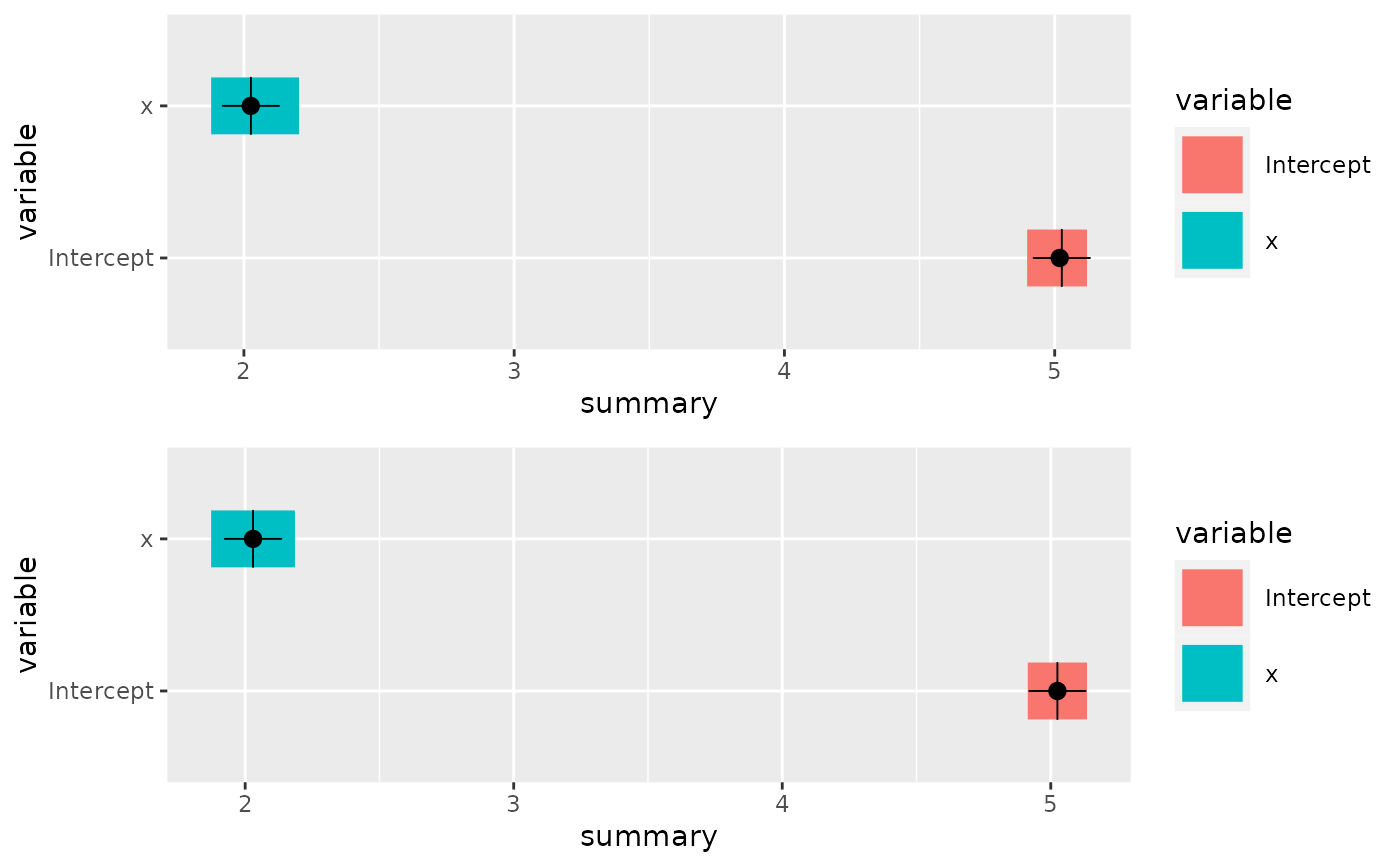 variable
x
Intercept
2 3 4 5
summary
variable
Intercept
x
variable
x
Intercept
2 3 4 5
summary
variable
Intercept
x